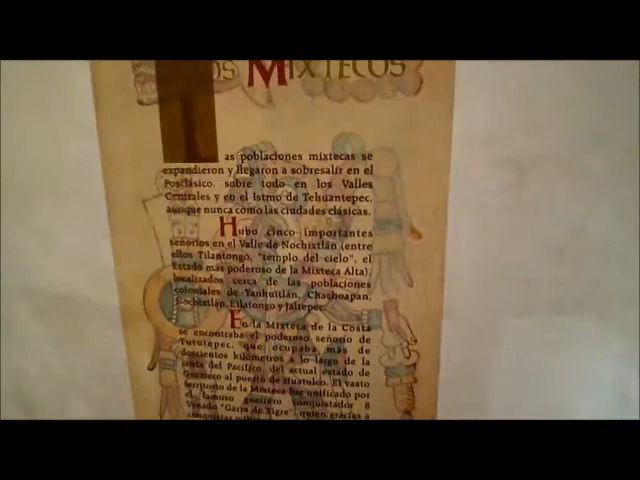 OS MIXTECOS
as poblaciones mixtecas se
expandieron y llegaron a sobresalir en el
Posclásico, sobre todo en los Valles
Centrales y en el Istmo de Tehuantepec,
aunque nunca como las ciudades clásicas.
Hubo cinco importantes
señoríos en el Valle de Nochixtlán (entre
ellos Tilantongo, "templo del cielo", el
Estado más poderoso de la Mixteca Alta),
localizados cerca de las poblaciones
coloniales de Yankuitlán, Chachoapan,
Nochixtlán, Etlatongo y Jaltepec.
En la Mixteca de la Costa
se encontraba el poderoso señorío de
Tututepec, que ocupaba más de
doscientos kilómetros a lo largo de la
costa del Pacífico, del actual estado de
Guerrero al puerto de Huatulco. El vasto
territorio de la Mixteca fue unificado por
el famoso guerrero conquistador 8
Venado "Garra de Tigre", quien gracias a
conquistas